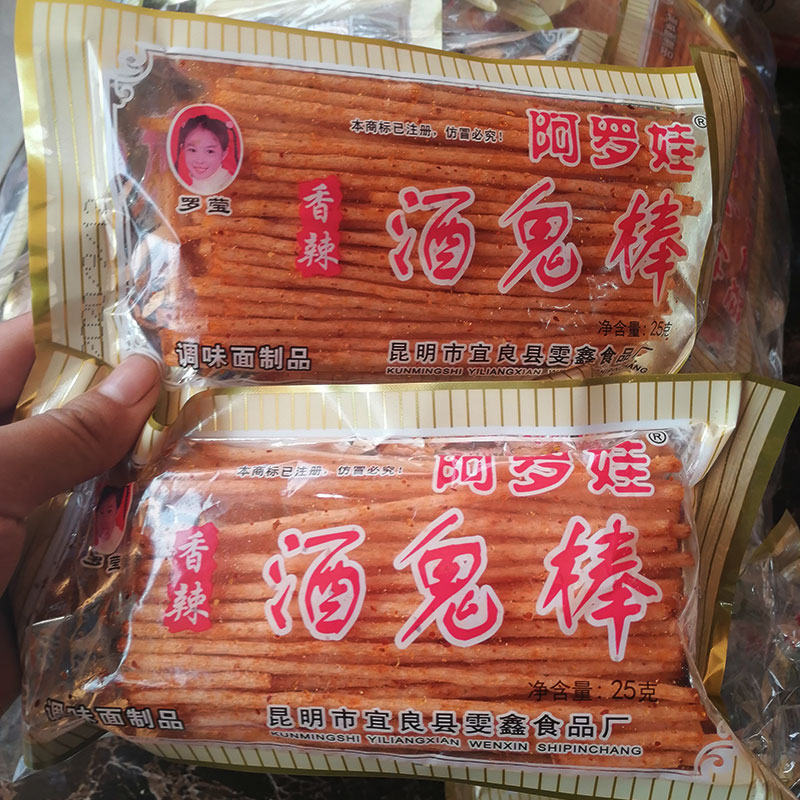 本商标已注册，仿冒必究！
阿罗娃®
罗莹
香辣
酒鬼棒
净含量：25克
调味面制品
昆明市宜良县雯鑫食品厂
KUNMINGSHI YILIANGXIAN W SHIPINCHANG
本商标已注册，仿冒必究！
阿罗娃®
罗莹
香辣
酒鬼棒
净含量：25克
调味面制品
昆明市宜良县雯鑫食品厂
KUNMINGSHI YILIANGXIAN WENXIN SHIPINCHANG